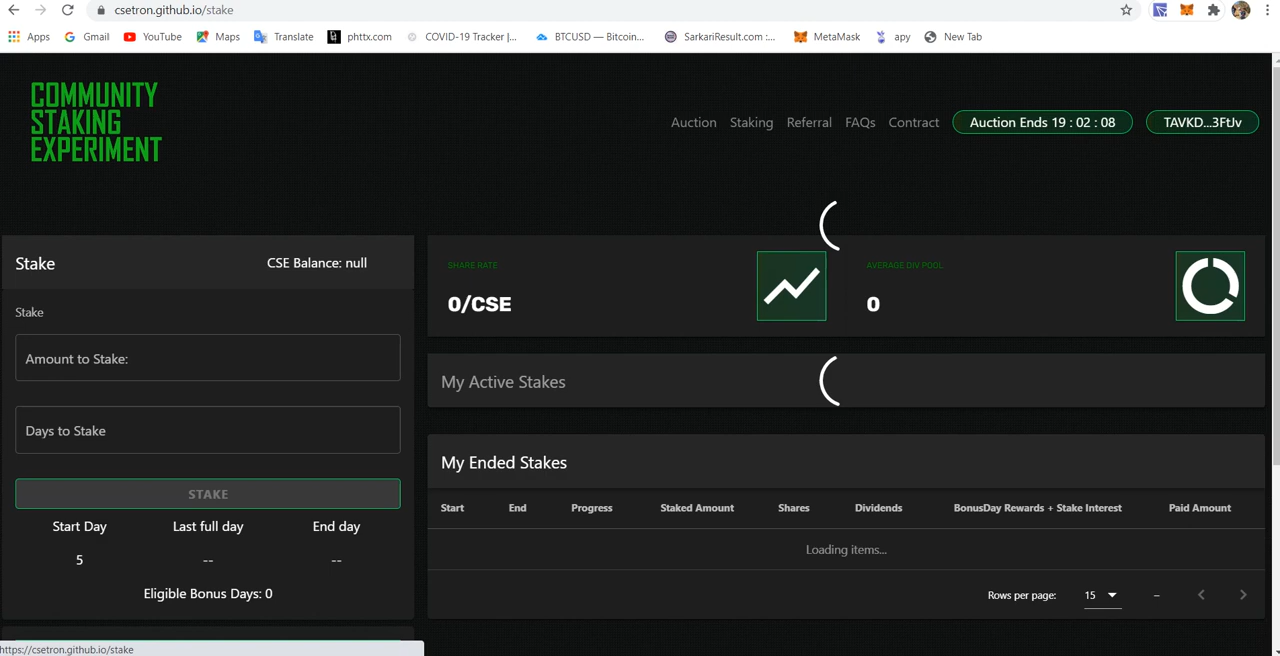 csetron.github.io/stake
Apps Gmail YouTube Maps Translate phttx.com COVID-19 Tracker |... BTCUSD — Bitcoin... SarkariResult.com :... MetaMask apy New Tab
COMMUNITY
STAKING
EXPERIMENT
Auction Staking Referral FAQs Contract Auction Ends 19 : 02 : 08 TAVKD...3FtJv
Stake CSE Balance: null
Stake
Amount to Stake:
Days to Stake
STAKE
Start Day Last full day End day
5 -- --
Eligible Bonus Days: 0
SHARE RATE
0/CSE
AVERAGE DIV POOL
0
My Active Stakes
My Ended Stakes
Start End Progress Staked Amount Shares Dividends BonusDay Rewards + Stake Interest Paid Amount
Loading items...
Rows per page: 15 –
https://csetron.github.io/stake